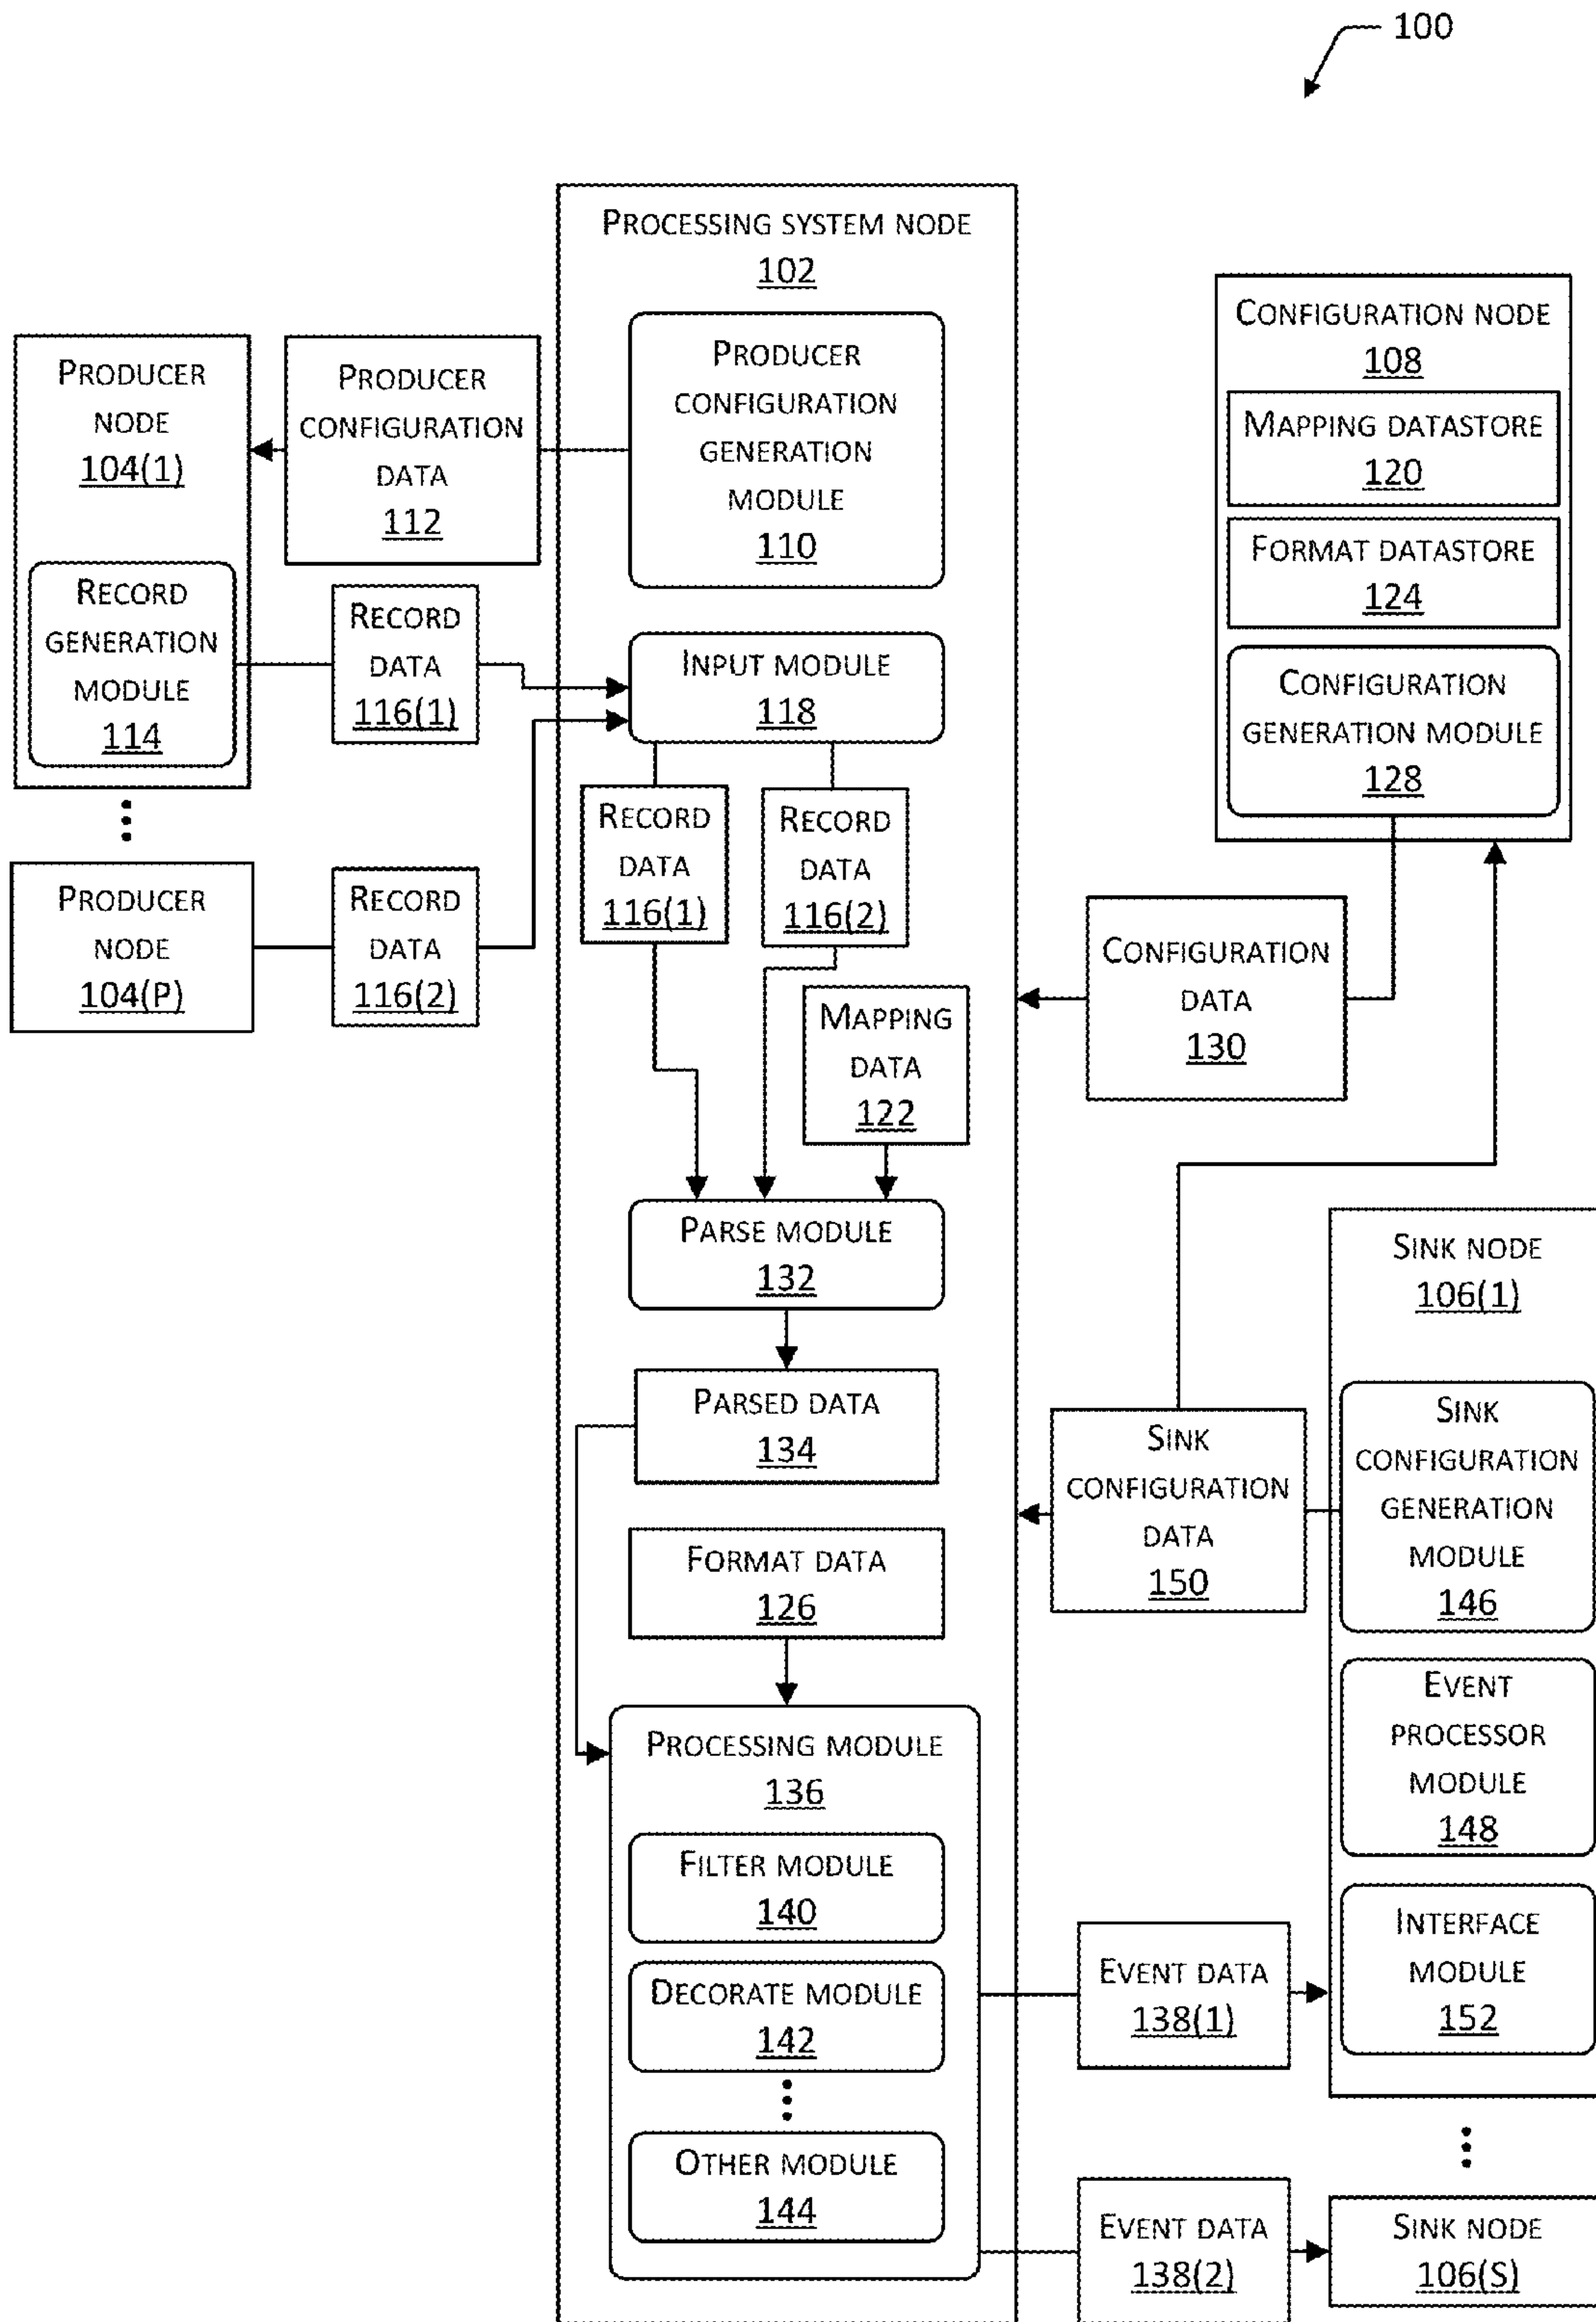 100
PROCESSING SYSTEM NODE
102
PRODUCER
CONFIGURATION
GENERATION
MODULE
110
PRODUCER
NODE
104(1)
PRODUCER
CONFIGURATION
DATA
112
RECORD
GENERATION
MODULE
114
RECORD
DATA
116(1)
INPUT MODULE
118
PRODUCER
NODE
104(P)
RECORD
DATA
116(2)
RECORD
DATA
116(1)
RECORD
DATA
116(2)
MAPPING
DATA
122
PARSE MODULE
132
PARSED DATA
134
FORMAT DATA
126
PROCESSING MODULE
136
FILTER MODULE
140
DECORATE MODULE
142
OTHER MODULE
144
CONFIGURATION NODE
108
MAPPING DATASTORE
120
FORMAT DATASTORE
124
CONFIGURATION
GENERATION MODULE
128
CONFIGURATION
DATA
130
SINK NODE
106(1)
SINK
CONFIGURATION
DATA
150
SINK
CONFIGURATION
GENERATION
MODULE
146
EVENT
PROCESSOR
MODULE
148
INTERFACE
MODULE
152
EVENT DATA
138(1)
EVENT DATA
138(2)
SINK NODE
106(S)